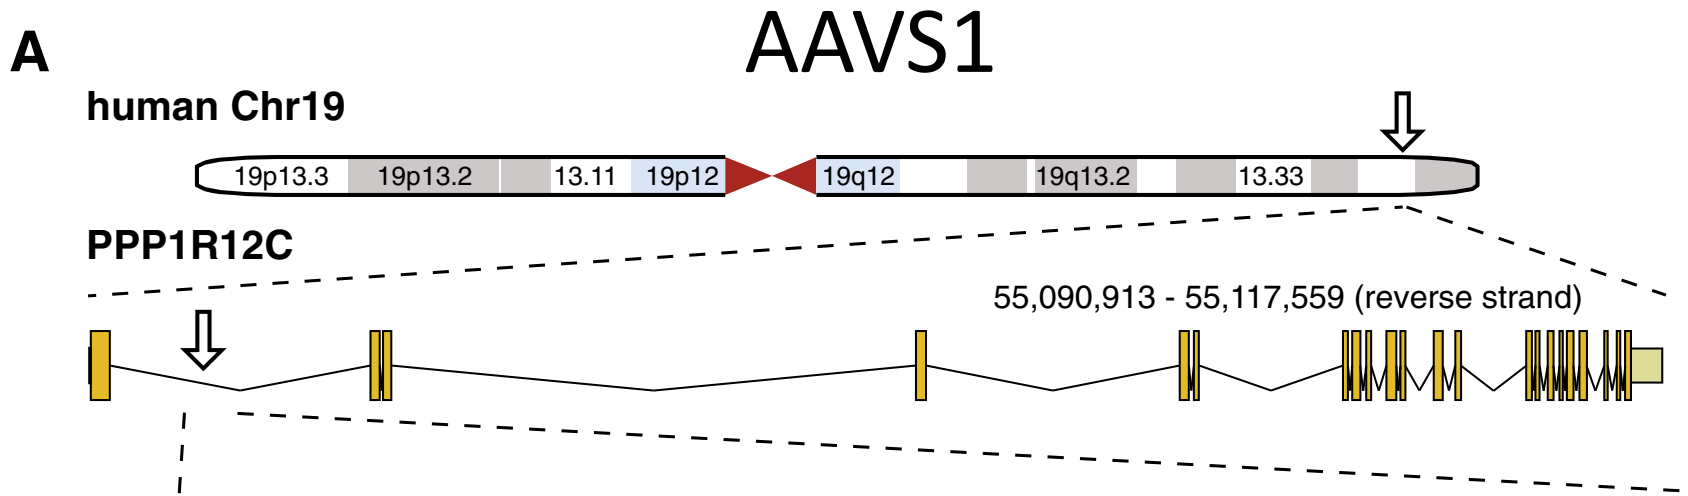 A
AAVS1
human Chr19
19p13.3 19p13.2 13.11 19p12 19q12 19q13.2 13.33
PPP1R12C
55,090,913 - 55,117,559 (reverse strand)